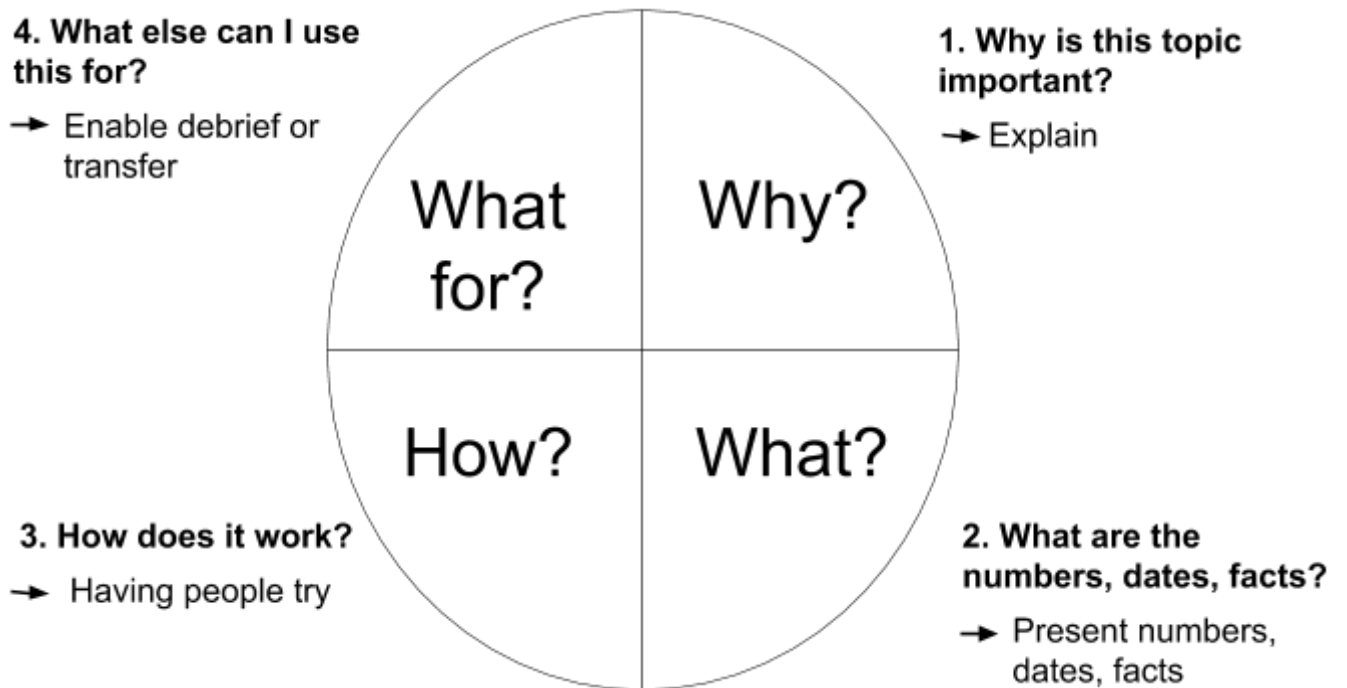 4. What else can I use
this for?
→ Enable debrief or
transfer
1. Why is this topic
important?
→ Explain
What
for?
Why?
How?
What?
3. How does it work?
→ Having people try
2. What are the
numbers, dates, facts?
→ Present numbers,
dates, facts